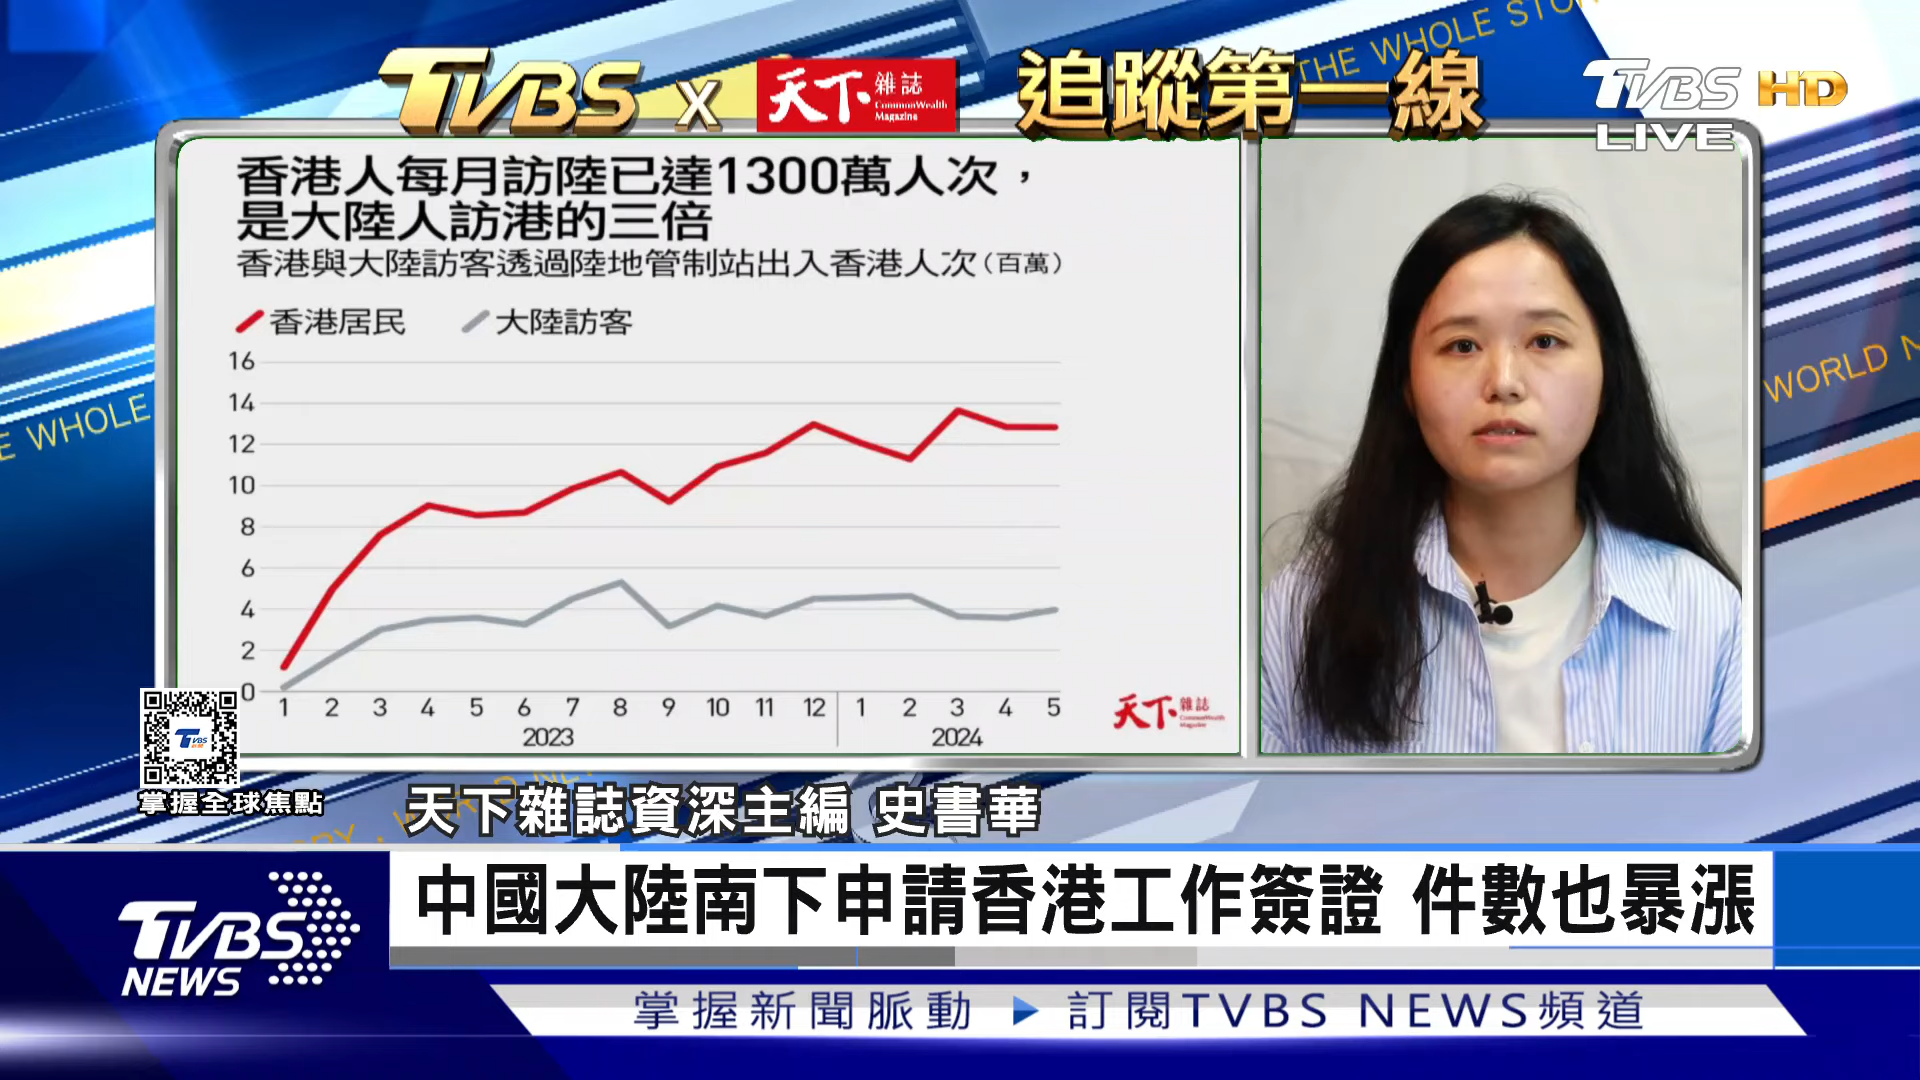 THE WHOLE STO
TVBS x 天下雜誌 CommonWealth Magazine 追蹤第一線
TVBS HD
LIVE
香港人每月訪陸已達1300萬人次，
是大陸人訪港的三倍
香港與大陸訪客透過陸地管制站出入香港人次（百萬）
香港居民 大陸訪客
16
14
12
10
8
6
4
2
0
1 2 3 4 5 6 7 8 9 10 11 12 1 2 3 4 5
2023 2024
天下雜誌 CommonWealth Magazine
E WHOLE
WORLD N
TVBS
掌握全球焦點
天下雜誌資深主編 史書華
中國大陸南下申請香港工作簽證 件數也暴漲
TVBS NEWS
掌握新聞脈動 ▶ 訂閱TVBS NEWS頻道